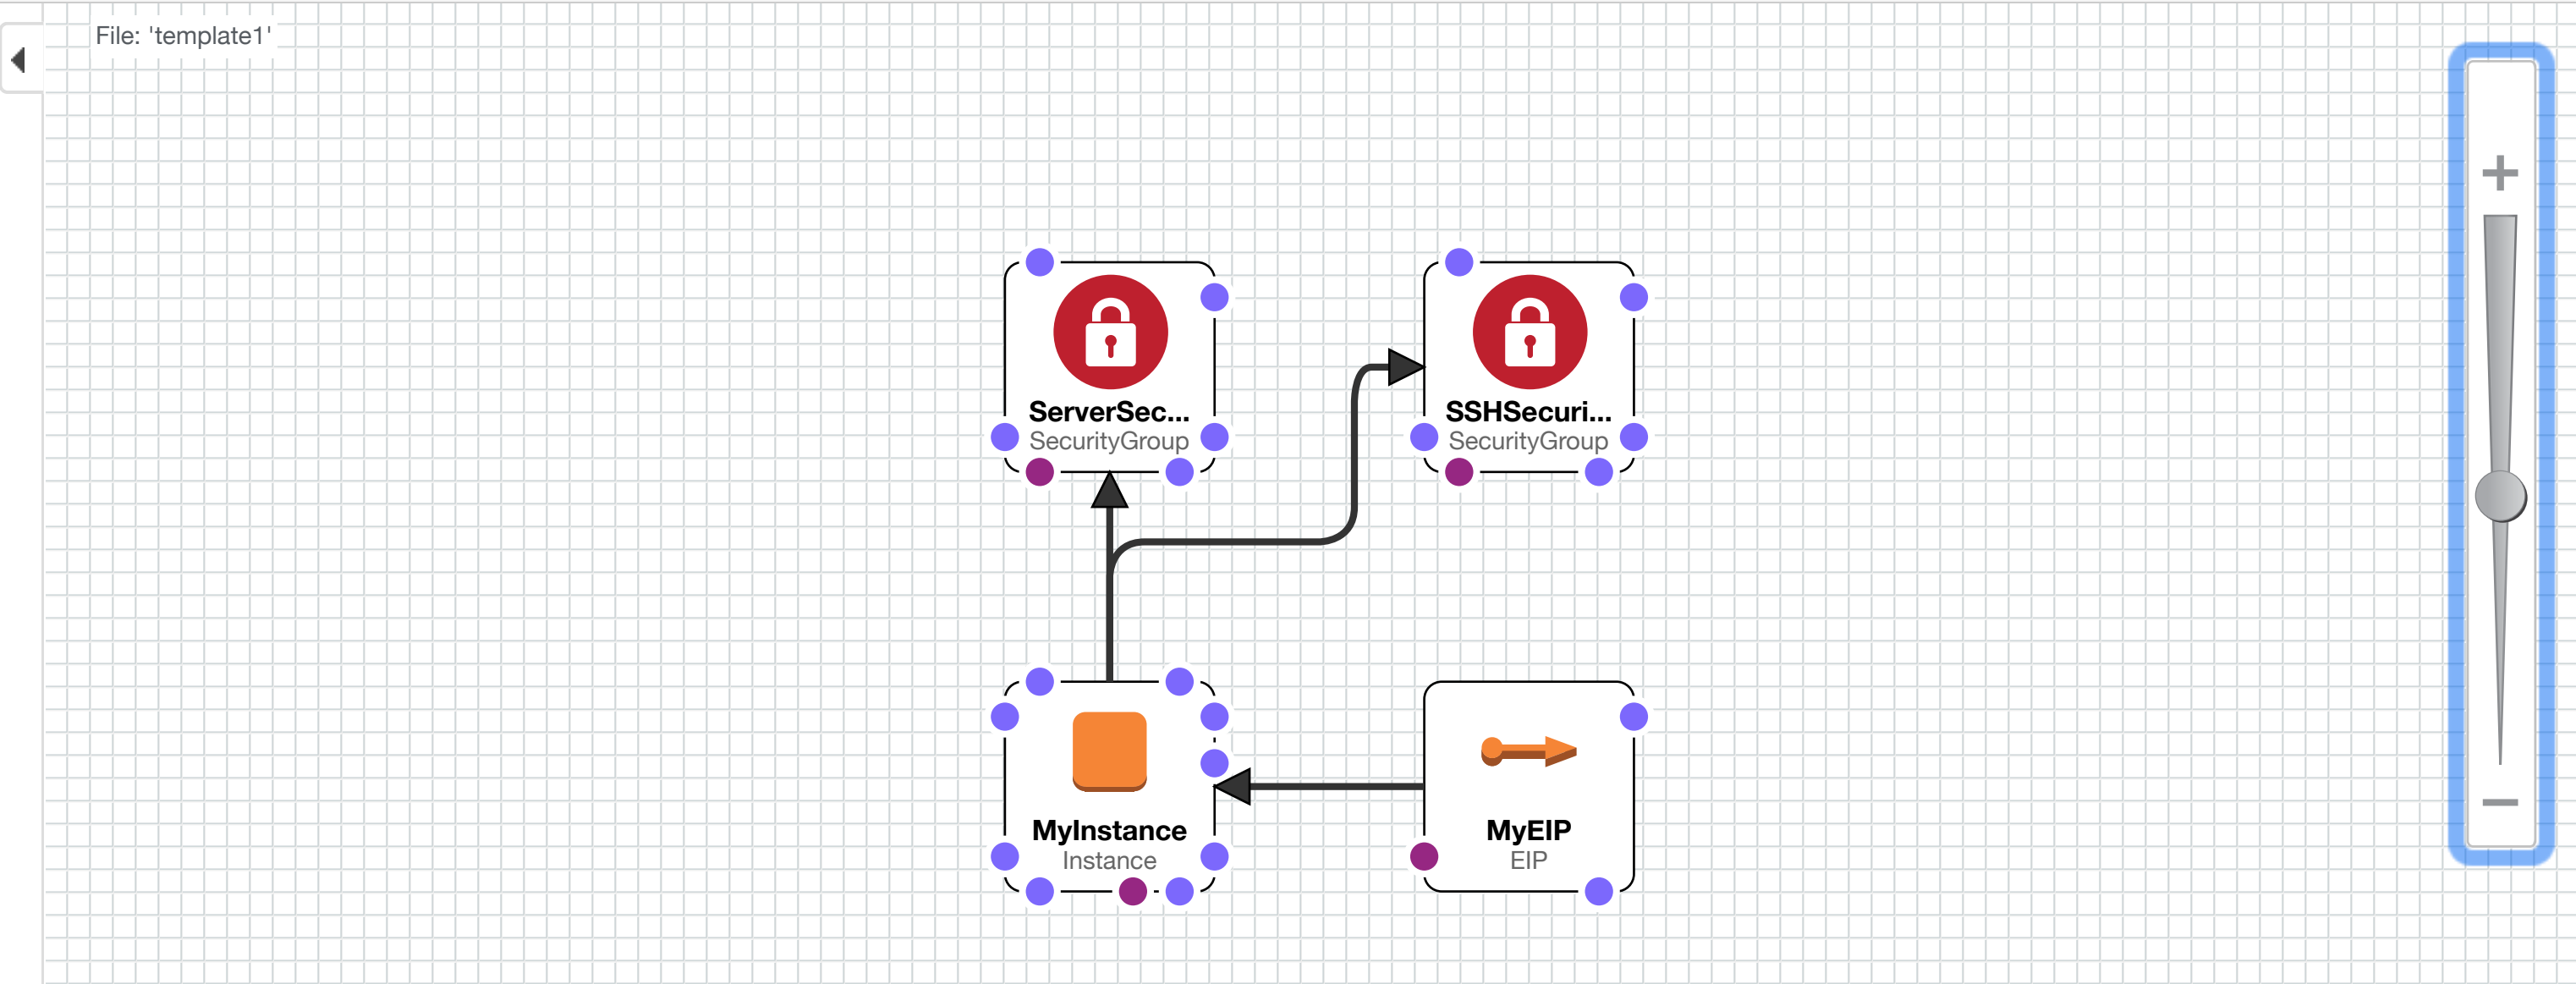 File: 'template1'
ServerSec...
SecurityGroup
SSHSecuri...
SecurityGroup
MyInstance
Instance
MyEIP
EIP